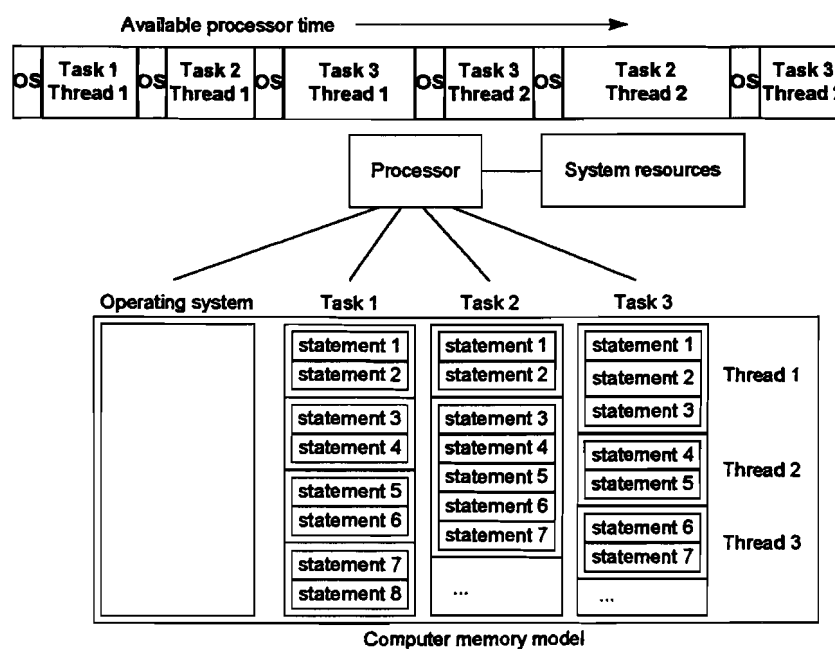 Available processor time
OS Task 1 OS Task 2 OS Task 3 OS Task 3 OS Task 2 OS Task 3
Thread 1 Thread 1 Thread 1 Thread 2 Thread 2 Thread
Processor System resources
Operating system Task 1 Task 2 Task 3
statement 1 statement 1 statement 1
statement 2 statement 2 statement 2 Thread 1
statement 3 statement 3 statement 3
statement 4 statement 4 statement 4
statement 5 statement 5 statement 5 Thread 2
statement 6 statement 6 statement 6
statement 7 statement 7 statement 7 Thread 3
statement 8 ... ...
Computer memory model